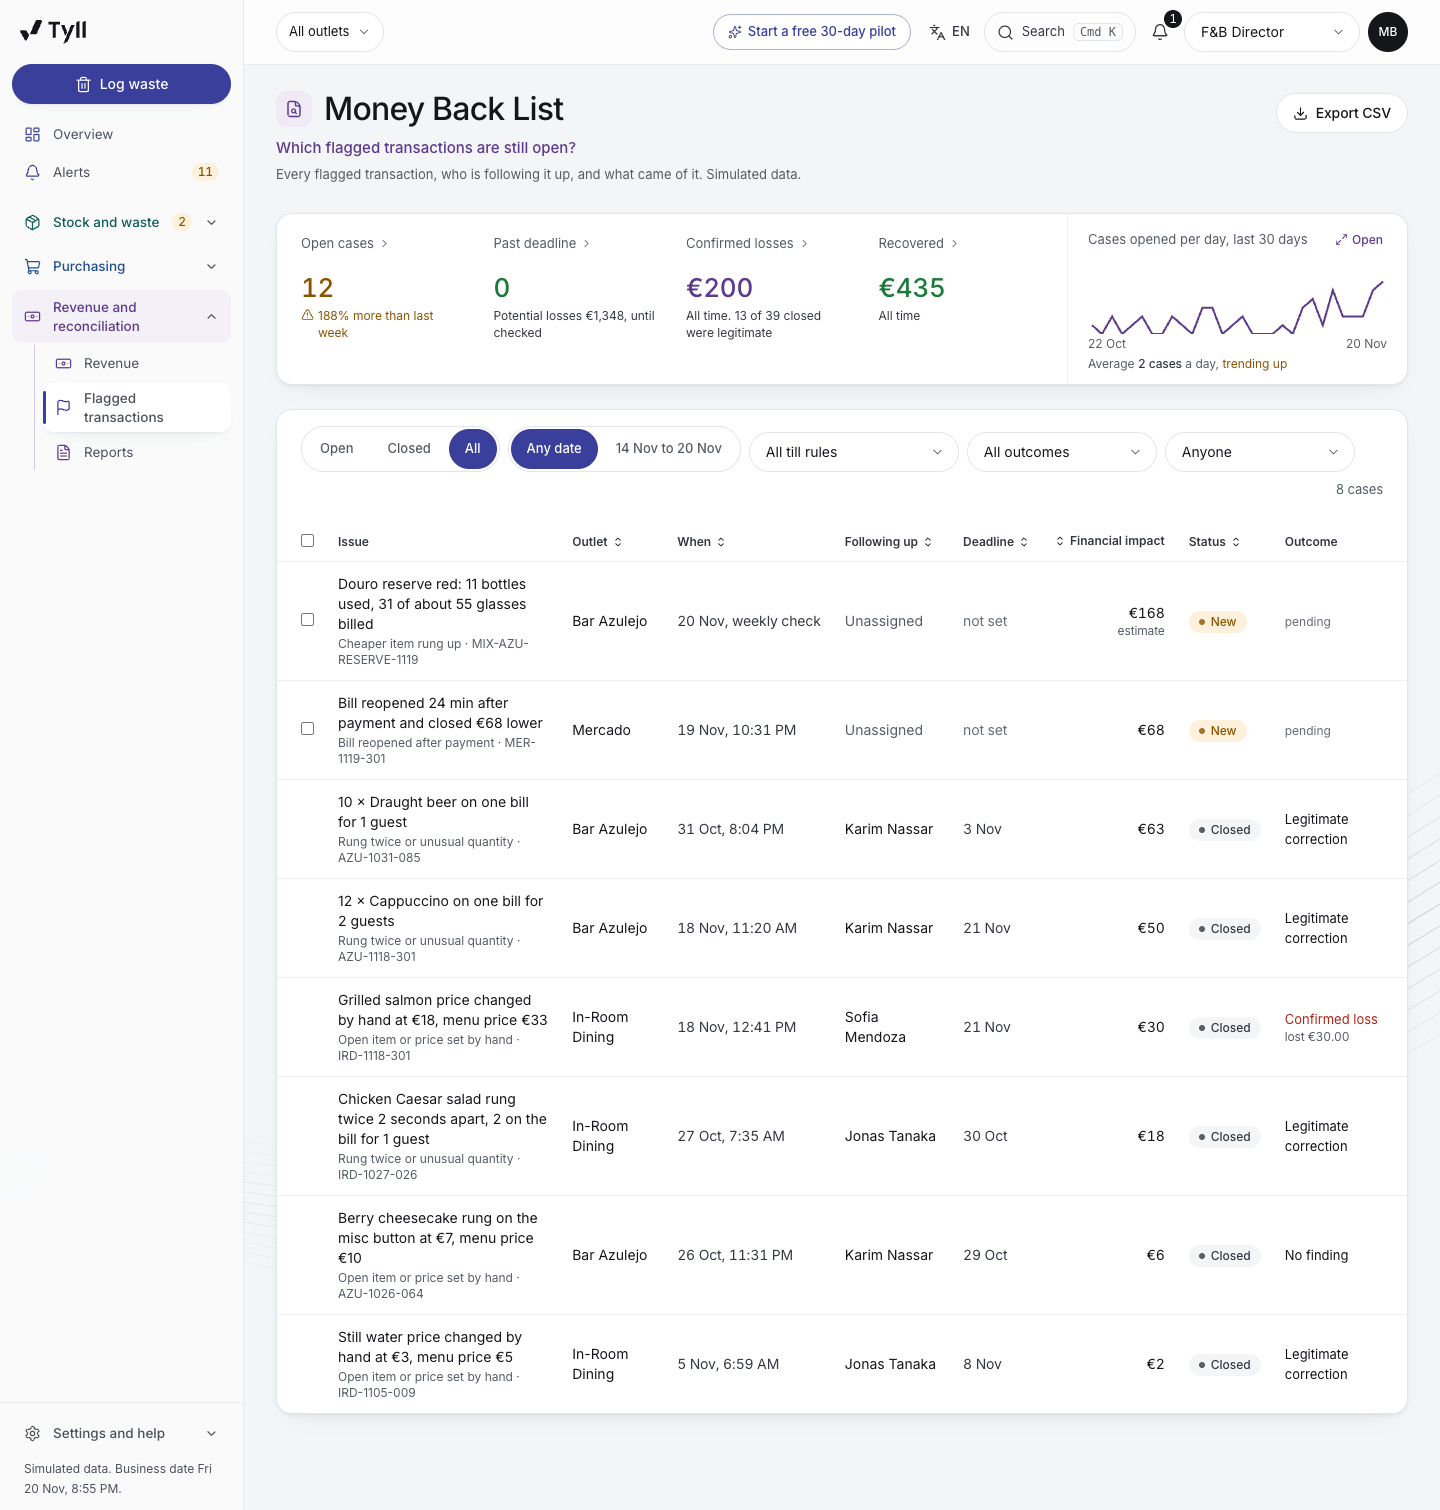 Tyll
All outlets
Start a free 30-day pilot
EN
Search
Cmd K
1
F&B Director
MB
Log waste
Overview
Alerts
11
Stock and waste
2
Purchasing
Revenue and
reconciliation
Revenue
Flagged
transactions
Reports
Money Back List
Export CSV
Which flagged transactions are still open?
Every flagged transaction, who is following it up, and what came of it. Simulated data.
Open cases
12
188% more than last
week
Past deadline
0
Potential losses €1,348, until
checked
Confirmed losses
€200
All time. 13 of 39 closed
were legitimate
Recovered
€435
All time
Cases opened per day, last 30 days
Open
22 Oct
20 Nov
Average 2 cases a day, trending up
Open
Closed
All
Any date
14 Nov to 20 Nov
All till rules
All outcomes
Anyone
8 cases
Issue
Outlet
When
Following up
Deadline
Financial impact
Status
Outcome
Douro reserve red: 11 bottles
used, 31 of about 55 glasses
billed
Cheaper item rung up · MIX-AZU-
RESERVE-1119
Bar Azulejo
20 Nov, weekly check
Unassigned
not set
€168
estimate
New
pending
Bill reopened 24 min after
payment and closed €68 lower
Bill reopened after payment · MER-
1119-301
Mercado
19 Nov, 10:31 PM
Unassigned
not set
€68
New
pending
10 × Draught beer on one bill
for 1 guest
Rung twice or unusual quantity ·
AZU-1031-085
Bar Azulejo
31 Oct, 8:04 PM
Karim Nassar
3 Nov
€63
Closed
Legitimate
correction
12 × Cappuccino on one bill for
2 guests
Rung twice or unusual quantity ·
AZU-1118-301
Bar Azulejo
18 Nov, 11:20 AM
Karim Nassar
21 Nov
€50
Closed
Legitimate
correction
Grilled salmon price changed
by hand at €18, menu price €33
Open item or price set by hand ·
IRD-1118-301
In-Room
Dining
18 Nov, 12:41 PM
Sofia
Mendoza
21 Nov
€30
Closed
Confirmed loss
lost €30.00
Chicken Caesar salad rung
twice 2 seconds apart, 2 on the
bill for 1 guest
Rung twice or unusual quantity ·
IRD-1027-026
In-Room
Dining
27 Oct, 7:35 AM
Jonas Tanaka
30 Oct
€18
Closed
Legitimate
correction
Berry cheesecake rung on the
misc button at €7, menu price
€10
Open item or price set by hand ·
AZU-1026-064
Bar Azulejo
26 Oct, 11:31 PM
Karim Nassar
29 Oct
€6
Closed
No finding
Still water price changed by
hand at €3, menu price €5
Open item or price set by hand ·
IRD-1105-009
In-Room
Dining
5 Nov, 6:59 AM
Jonas Tanaka
8 Nov
€2
Closed
Legitimate
correction
Settings and help
Simulated data. Business date Fri
20 Nov, 8:55 PM.